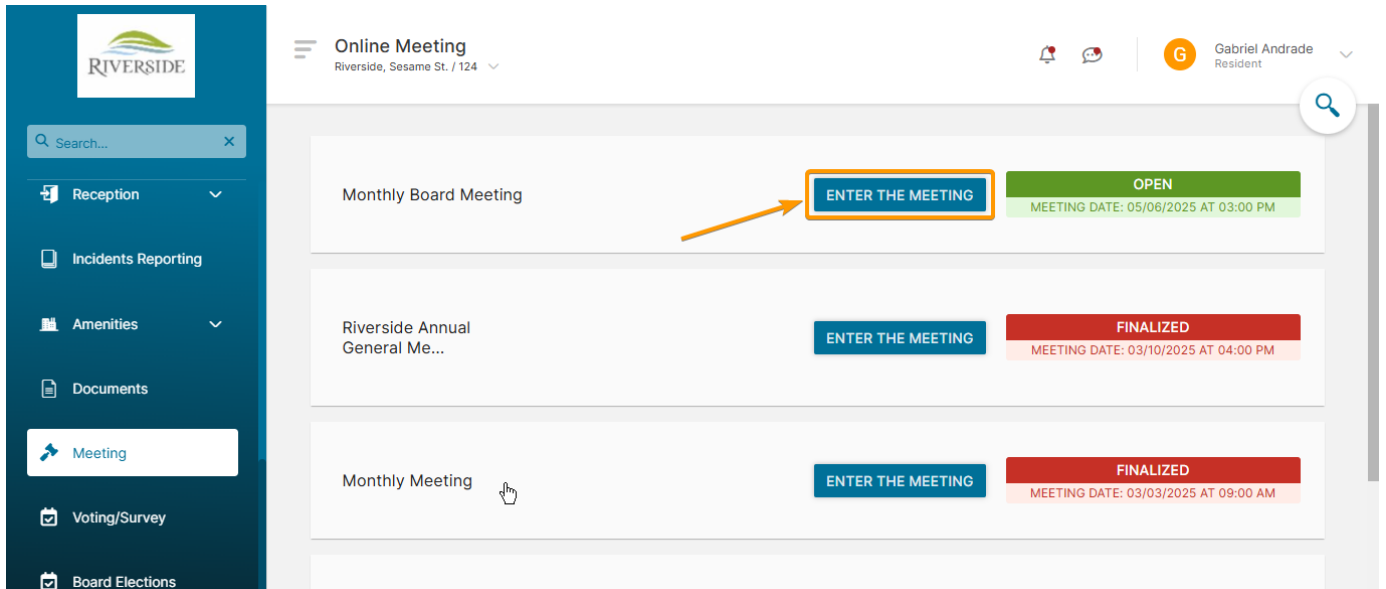 RIVERSIDE
Search...
Reception
Incidents Reporting
Amenities
Documents
Meeting
Voting/Survey
Board Elections
Online Meeting
Riverside, Sesame St. / 124
G
Gabriel Andrade
Resident
Monthly Board Meeting
ENTER THE MEETING
OPEN
MEETING DATE: 05/06/2025 AT 03:00 PM
Riverside Annual
General Me...
ENTER THE MEETING
FINALIZED
MEETING DATE: 03/10/2025 AT 04:00 PM
Monthly Meeting
ENTER THE MEETING
FINALIZED
MEETING DATE: 03/03/2025 AT 09:00 AM